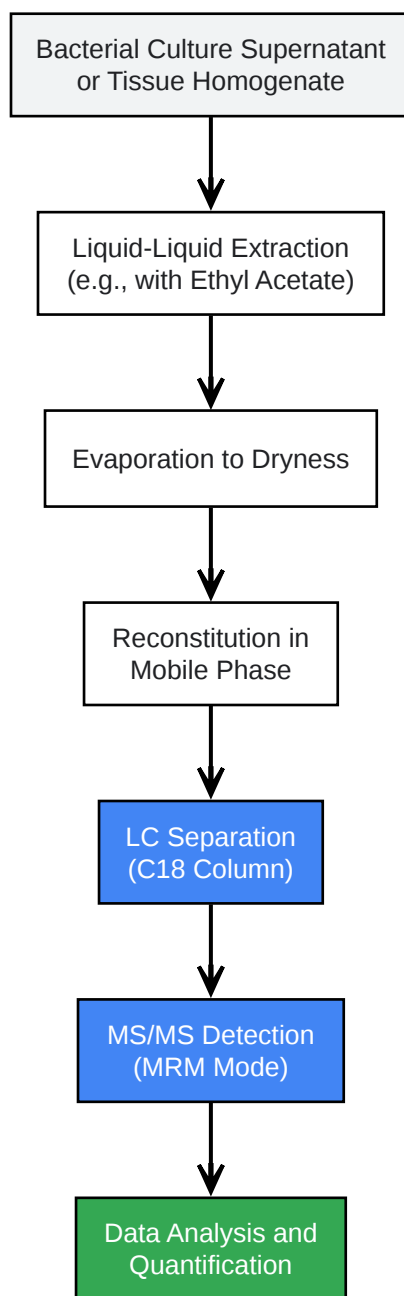 Bacterial Culture Supernatant
or Tissue Homogenate
Liquid-Liquid Extraction
(e.g., with Ethyl Acetate)
Evaporation to Dryness
Reconstitution in
Mobile Phase
LC Separation
(C18 Column)
MS/MS Detection
(MRM Mode)
Data Analysis and
Quantification